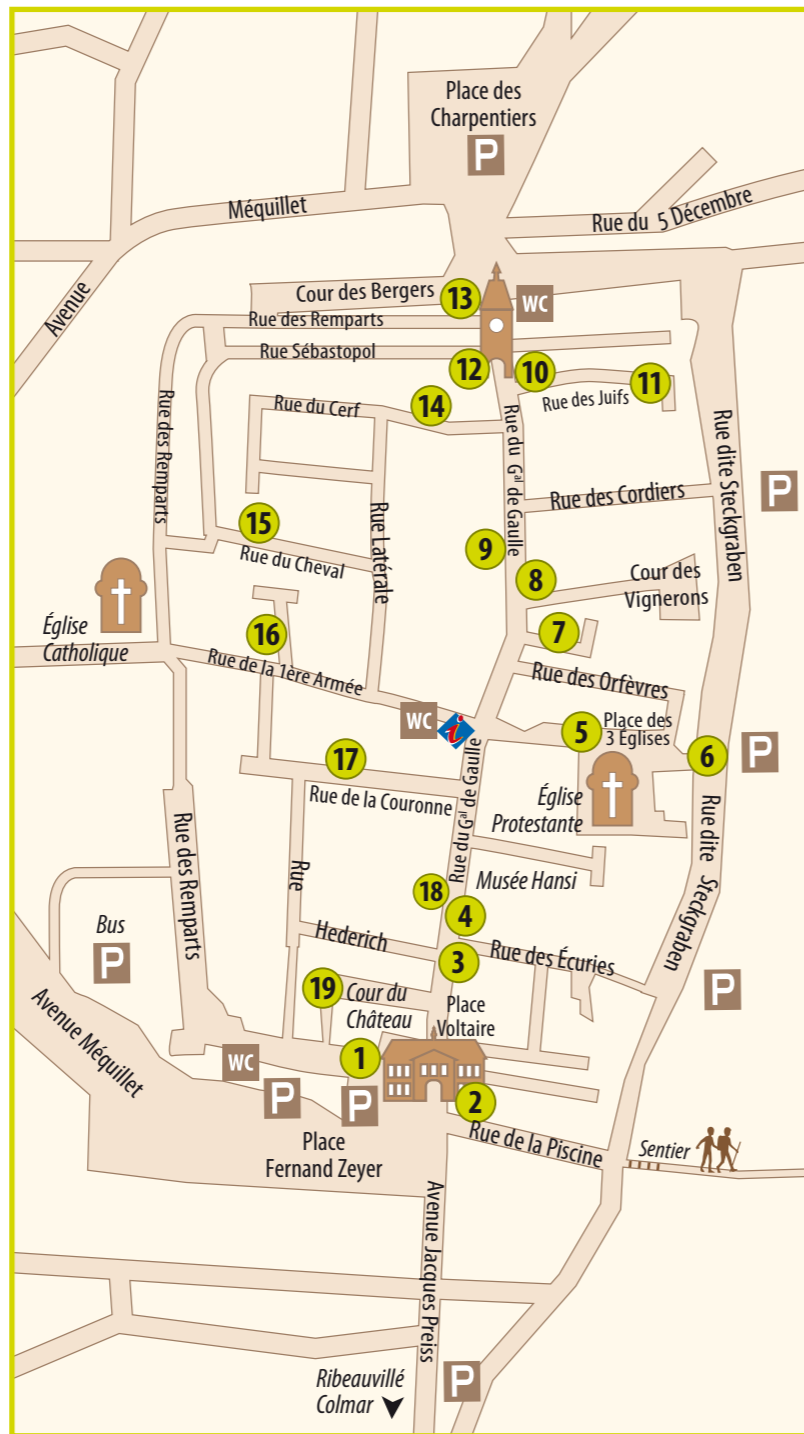 Place des
Charpentiers
P
Méquillet
Rue du 5 Décembre
Avenue
Cour des Bergers
13
WC
Rue des Remparts
Rue Sébastopol
12
10
11
Rue des Juifs
Rue du Cerf
14
Rue des Remparts
Rue du Gal de Gaulle
Rue dite Steckgraben
Rue des Cordiers
P
15
Rue du Cheval
Rue Latérale
9
8
Cour des
Vignerons
Église
Catholique
16
7
Rue de la 1ère Armée
Rue des Orfèvres
WC
i
5
Place des
3 Églises
6
P
17
Rue de la Couronne
Rue du Gal de Geulle
Église
Protestante
Rue des Remparts
Rue
Musée Hansi
Rue dite
Steckgraben
18
4
Bus
P
Hederich
3
Rue des Écuries
19
Cour du
Château
Place
Voltaire
P
Avenue Méquillet
WC
1
P
P
2
Place
Fernand Zeyer
Rue de la Piscine
Sentier
Avenue Jacques Preiss
Ribeauvillé
Colmar
P